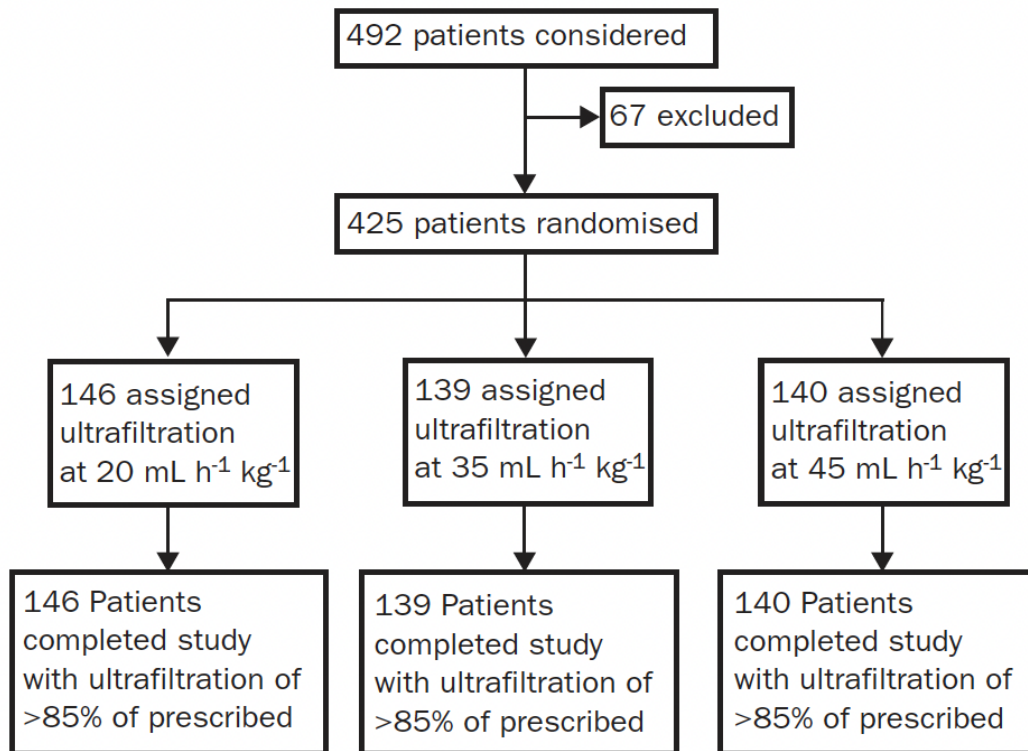 492 patients considered
67 excluded
425 patients randomised
146 assigned
ultrafiltration
at 20 mL h⁻¹ kg⁻¹
139 assigned
ultrafiltration
at 35 mL h⁻¹ kg⁻¹
140 assigned
ultrafiltration
at 45 mL h⁻¹ kg⁻¹
146 Patients
completed study
with ultrafiltration of
>85% of prescribed
139 Patients
completed study
with ultrafiltration of
>85% of prescribed
140 Patients
completed study
with ultrafiltration of
>85% of prescribed